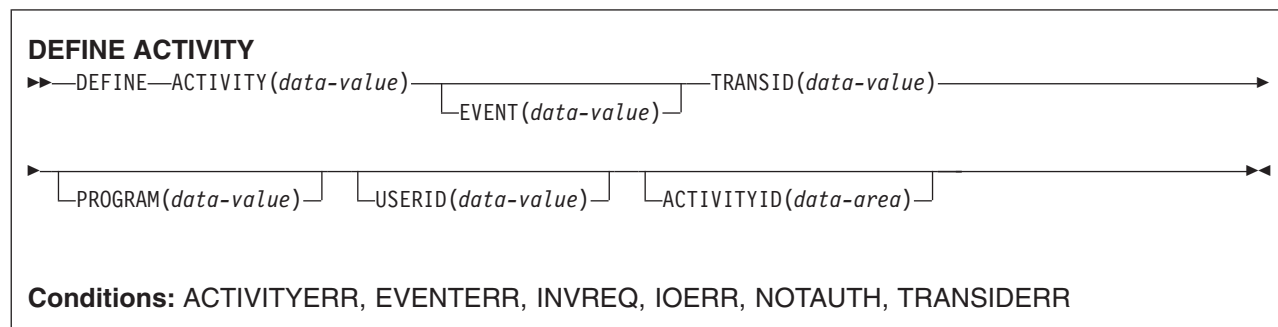 DEFINE ACTIVITY
DEFINE ACTIVITY(data-value) TRANSID(data-value)
EVENT(data-value)
PROGRAM(data-value) USERID(data-value) ACTIVITYID(data-area)
Conditions: ACTIVITYERR, EVENTERR, INVREQ, IOERR, NOTAUTH, TRANSIDERR